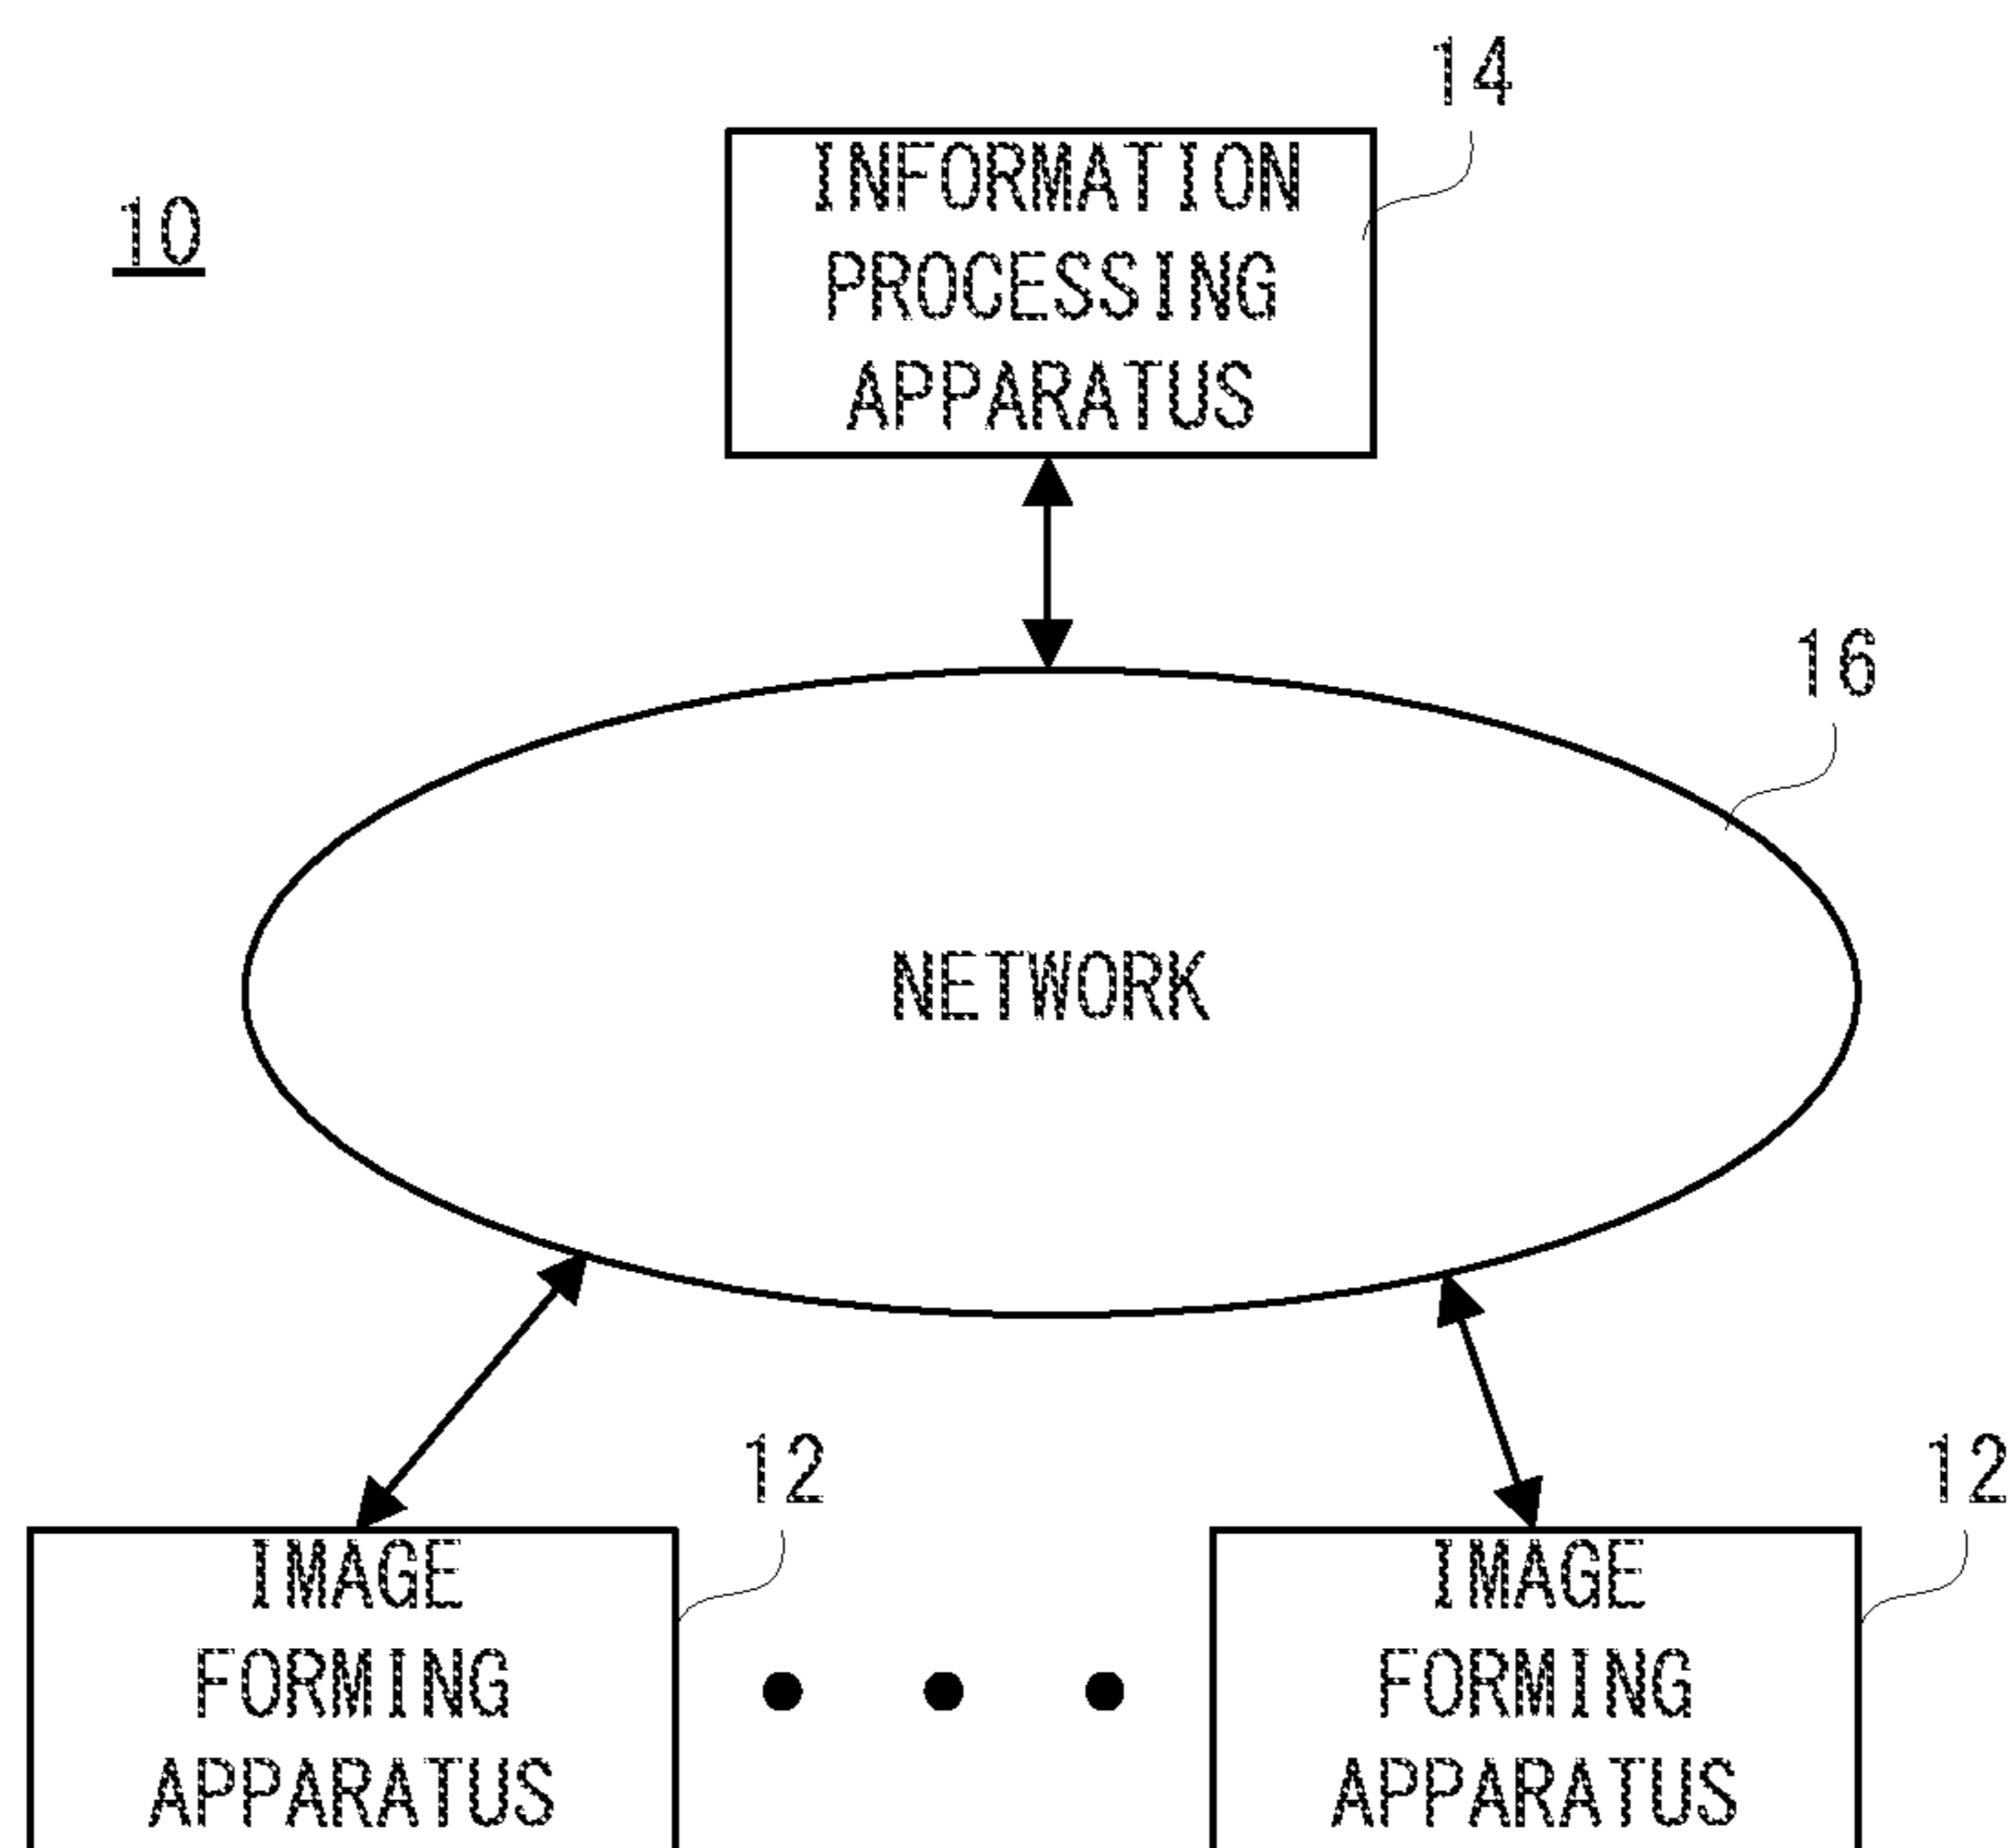 14
10
INFORMATION
PROCESSING
APPARATUS
16
NETWORK
12
12
IMAGE
FORMING
APPARATUS
IMAGE
FORMING
APPARATUS